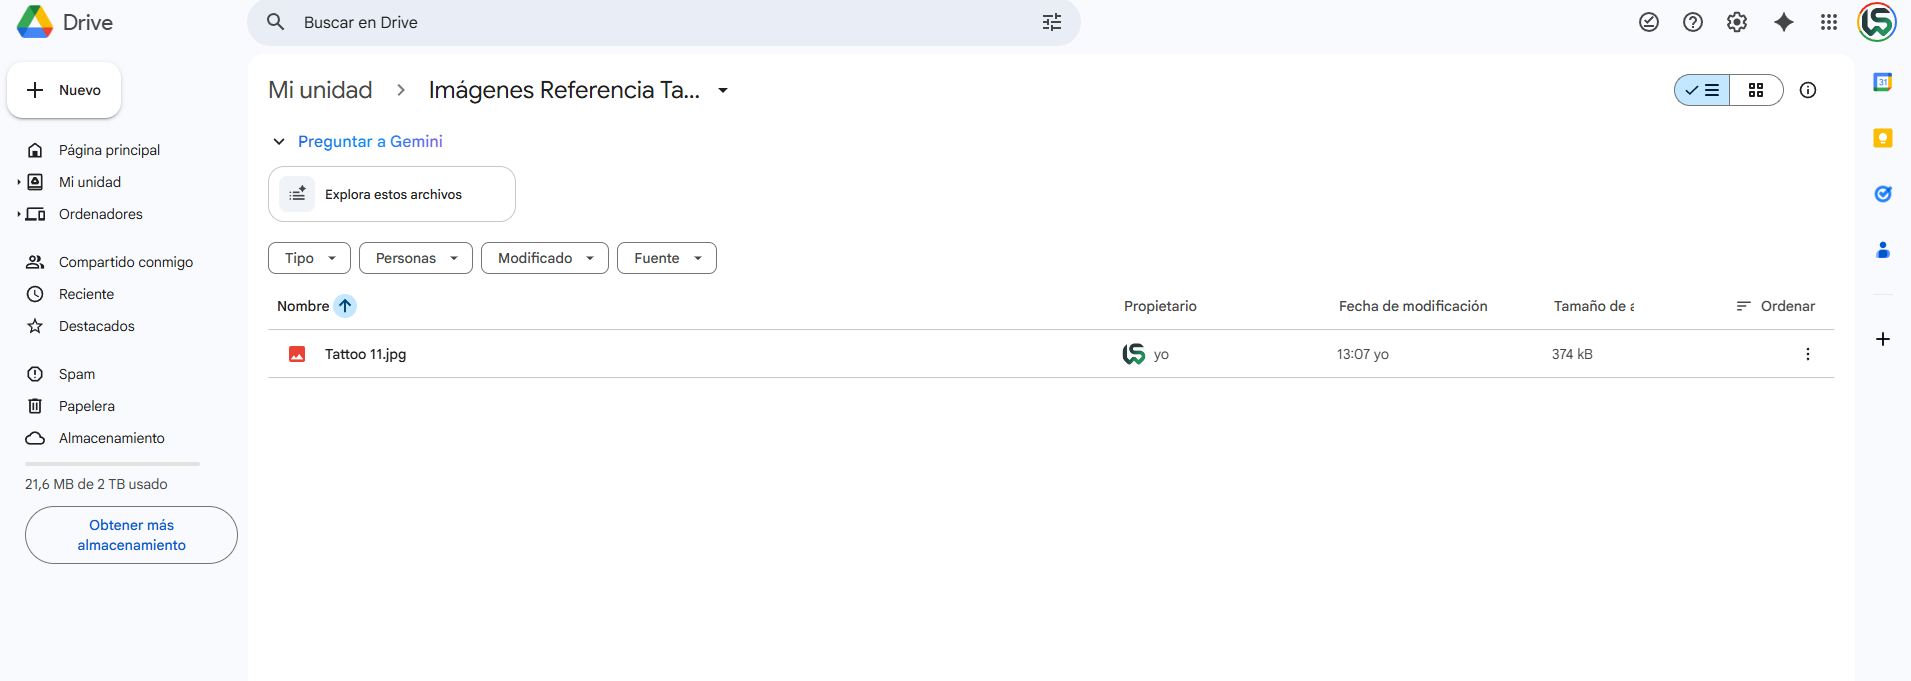 Drive
Buscar en Drive
Nuevo
Mi unidad
Imágenes Referencia Ta...
Preguntar a Gemini
Explora estos archivos
Página principal
Mi unidad
Ordenadores
Compartido conmigo
Reciente
Destacados
Spam
Papelera
Almacenamiento
21,6 MB de 2 TB usado
Obtener más
almacenamiento
Tipo
Personas
Modificado
Fuente
Nombre
Propietario
Fecha de modificación
Tamaño de a
Ordenar
Tattoo 11.jpg
yo
13:07 yo
374 kB
31